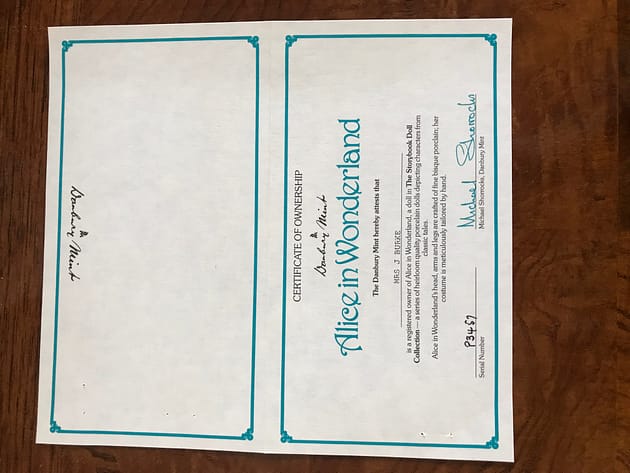 Danbury Mint
CERTIFICATE OF OWNERSHIP
Danbury Mint
Alice in Wonderland
The Danbury Mint hereby attests that
MRS J BURKE
is a registered owner of Alice in Wonderland, a doll in The Storybook Doll
Collection — a series of heirloom quality porcelain dolls depicting characters from
classic tales.
Alice in Wonderland's head, arms and legs are crafted of fine bisque porcelain; her
costume is meticulously tailored by hand.
P3457
Serial Number
Michael Shorrocks
Michael Shorrocks, Danbury Mint